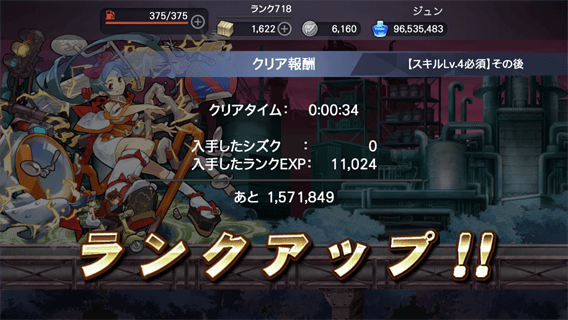 375/375
ランク718
1,622
6,160
ジュン
96,535,483
クリア報酬
【スキルLv.4必須】その後
クリアタイム： 0:00:34
入手したシズク ： 0
入手したランクEXP： 11,024
あと 1,571,849
ランクアップ!!